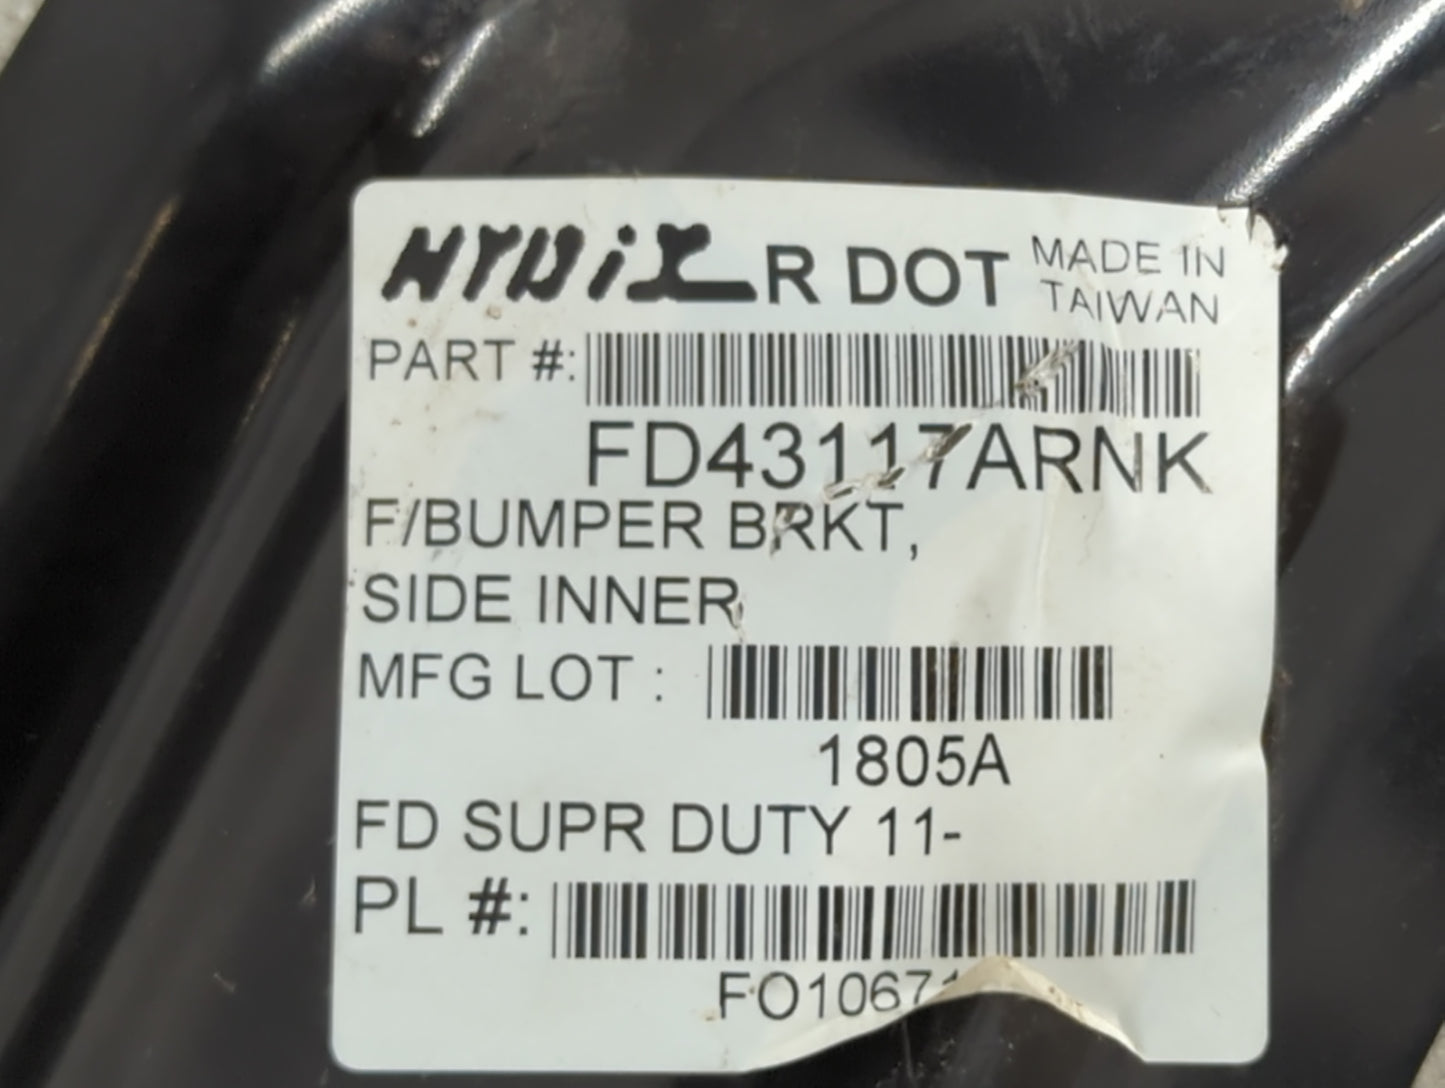 R DOT MADE IN
TAIWAN
PART #:
FD43117ARNK
F/BUMPER BRKT,
SIDE INNER
MFG LOT :
1805A
FD SUPR DUTY 11-
PL #: